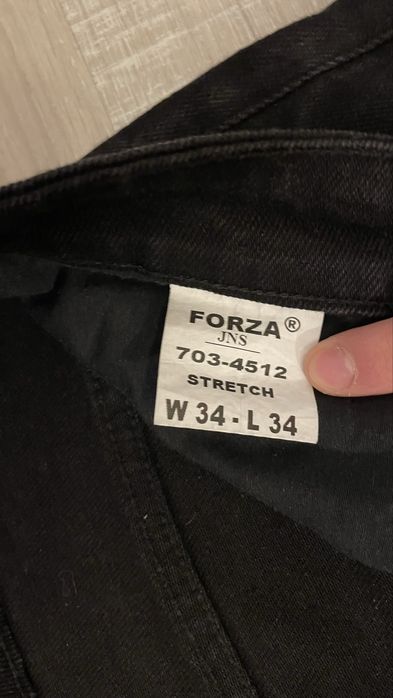 FORZA®
JNS
703-4512
STRETCH
W 34 - L 34